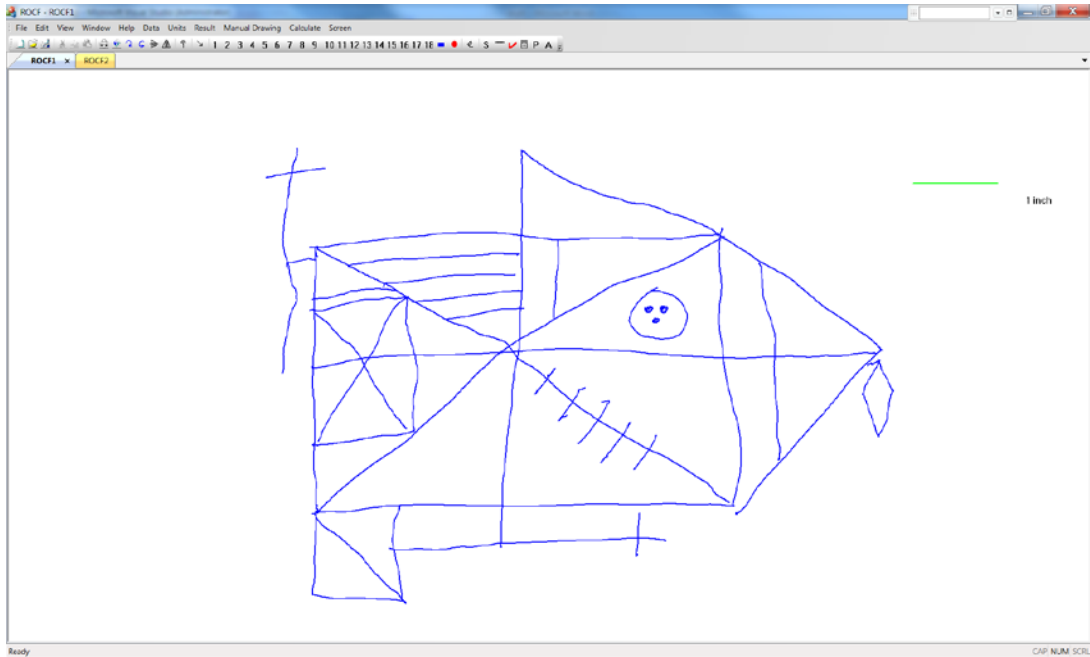 ROCF - ROCF1
File Edit View Window Help Data Units Result Manual Drawing Calculate Screen
1 2 3 4 5 6 7 8 9 10 11 12 13 14 15 16 17 18 S P A
ROCF1 ROCF2
1 inch
Ready CAP NUM SCR